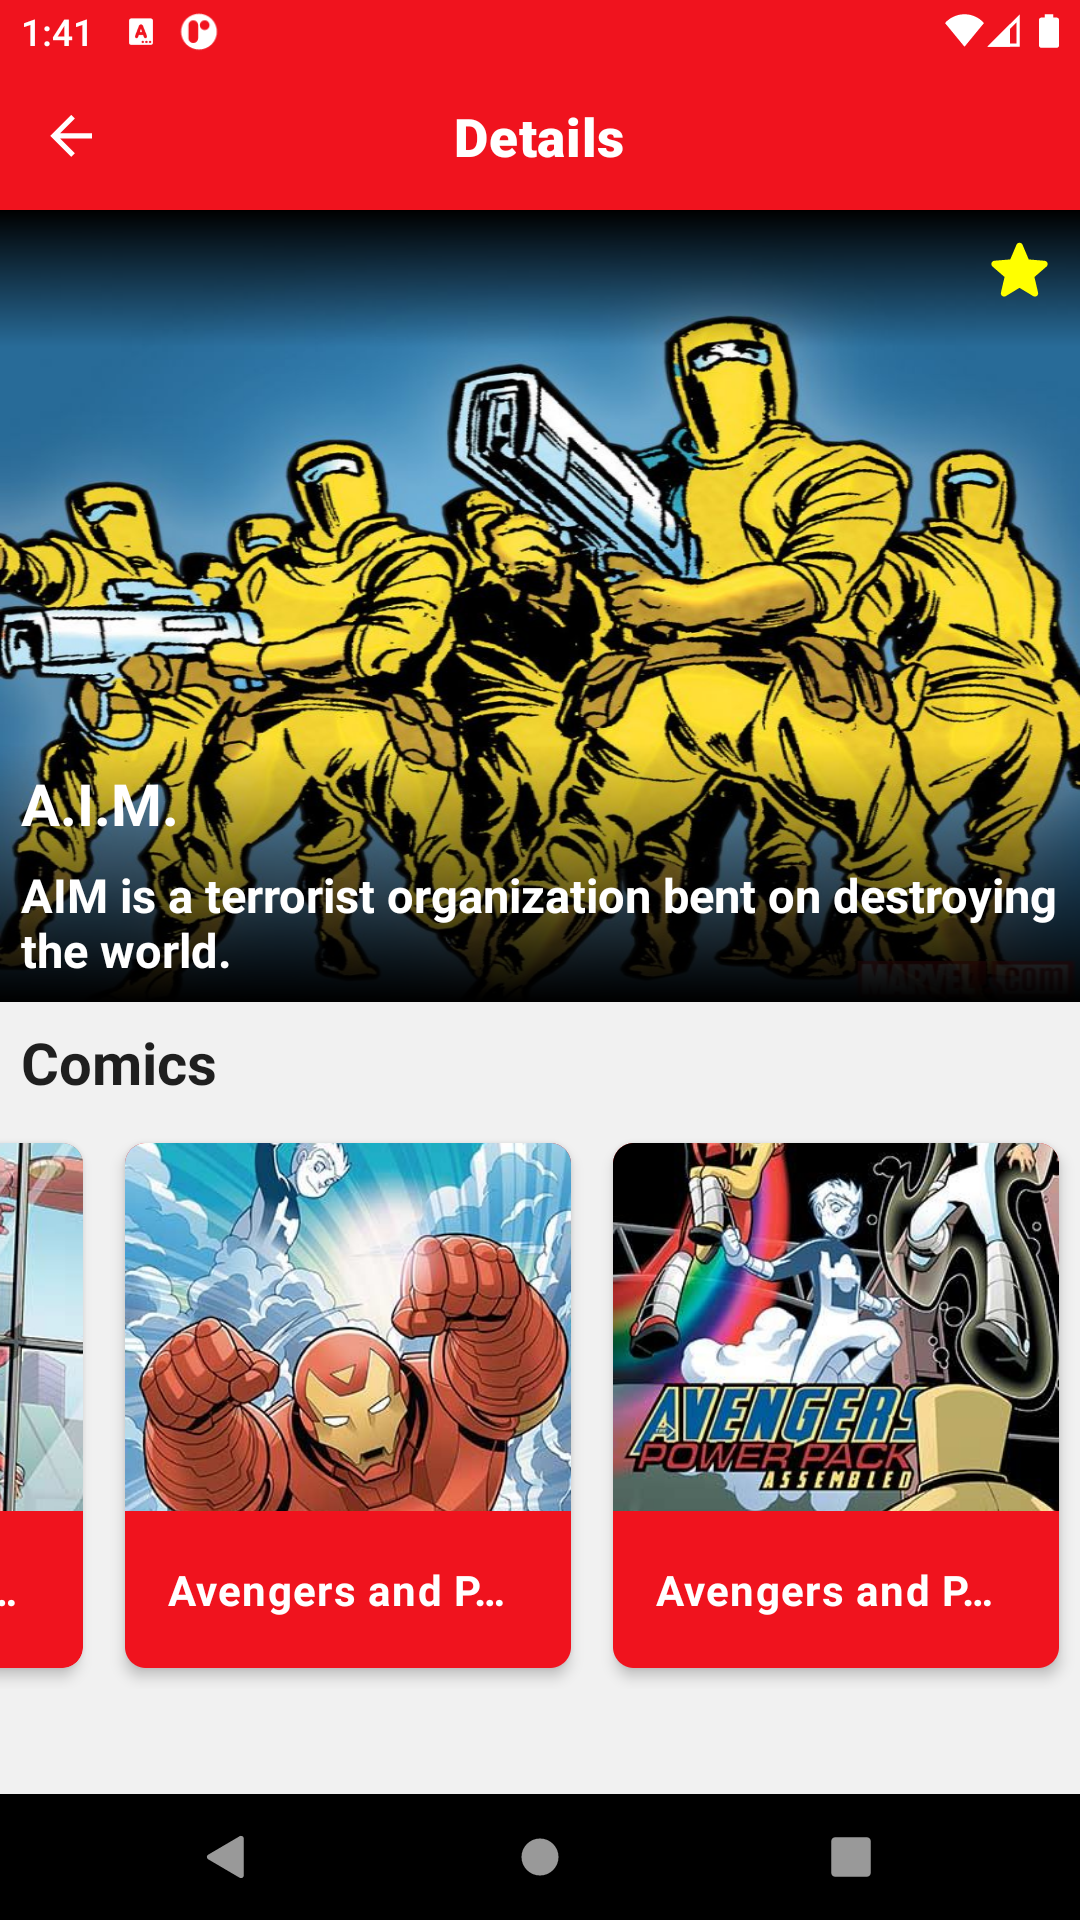 1:41
Details
A.I.M.
AIM is a terrorist organization bent on destroying
the world.
MARVEL.com
Comics
AVENGERS
POWER PACK
ASSEMBLED
…
Avengers and P…
Avengers and P…